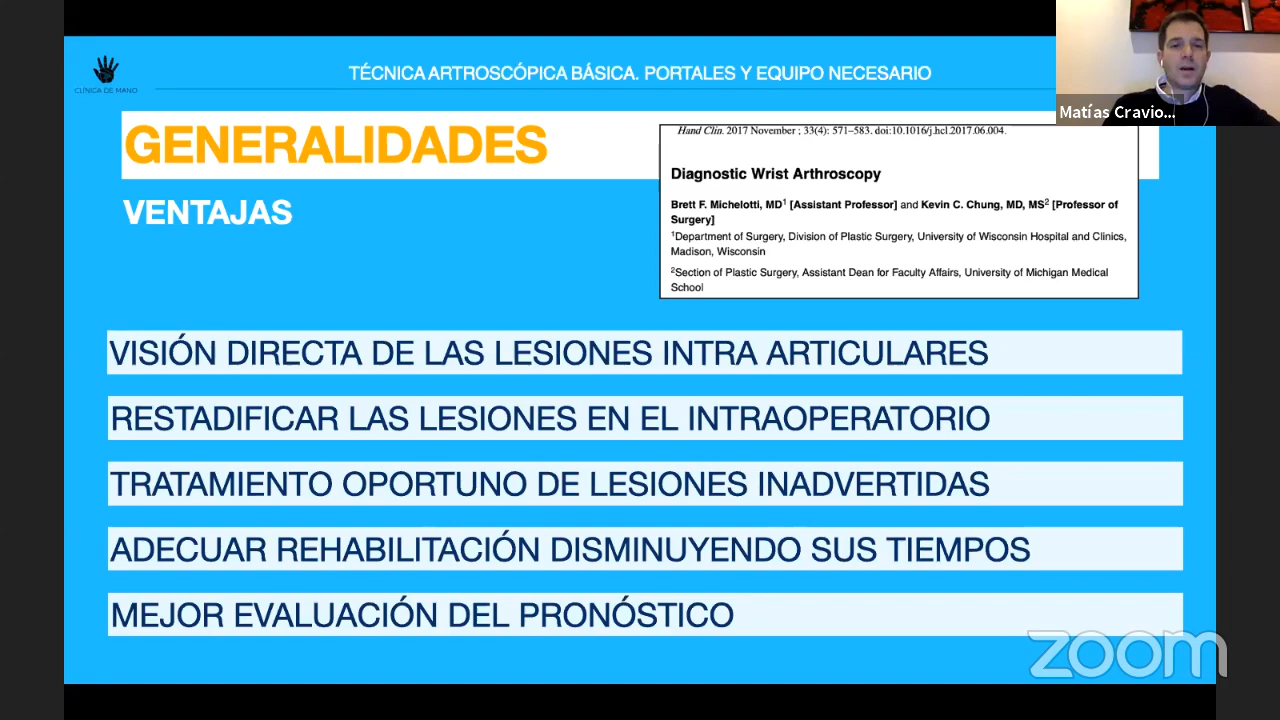 CLÍNICA DE MANO
TÉCNICA ARTROSCÓPICA BÁSICA. PORTALES Y EQUIPO NECESARIO
Matías Cravio...
GENERALIDADES
VENTAJAS
Hand Clin. 2017 November ; 33(4): 571–583. doi:10.1016/j.hcl.2017.06.004.
Diagnostic Wrist Arthroscopy
Brett F. Michelotti, MD1 [Assistant Professor] and Kevin C. Chung, MD, MS2 [Professor of
Surgery]
1Department of Surgery, Division of Plastic Surgery, University of Wisconsin Hospital and Clinics,
Madison, Wisconsin
2Section of Plastic Surgery, Assistant Dean for Faculty Affairs, University of Michigan Medical
School
VISIÓN DIRECTA DE LAS LESIONES INTRA ARTICULARES
RESTADIFICAR LAS LESIONES EN EL INTRAOPERATORIO
TRATAMIENTO OPORTUNO DE LESIONES INADVERTIDAS
ADECUAR REHABILITACIÓN DISMINUYENDO SUS TIEMPOS
MEJOR EVALUACIÓN DEL PRONÓSTICO
zoom